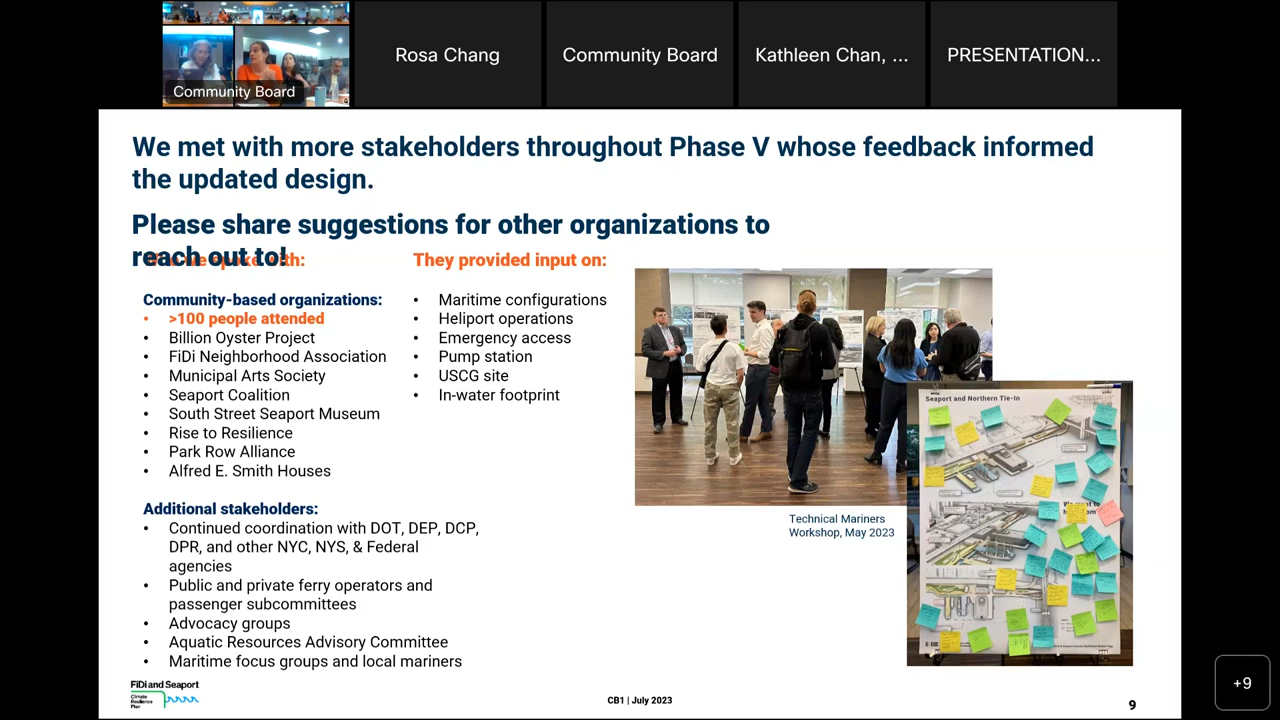 Community Board
Rosa Chang
Community Board
Kathleen Chan, ...
PRESENTATION...
We met with more stakeholders throughout Phase V whose feedback informed
the updated design.
Please share suggestions for other organizations to
reach out to!
with:
They provided input on:
Community-based organizations:
• >100 people attended
• Billion Oyster Project
• FiDi Neighborhood Association
• Municipal Arts Society
• Seaport Coalition
• South Street Seaport Museum
• Rise to Resilience
• Park Row Alliance
• Alfred E. Smith Houses
• Maritime configurations
• Heliport operations
• Emergency access
• Pump station
• USCG site
• In-water footprint
Additional stakeholders:
• Continued coordination with DOT, DEP, DCP,
DPR, and other NYC, NYS, & Federal
agencies
• Public and private ferry operators and
passenger subcommittees
• Advocacy groups
• Aquatic Resources Advisory Committee
• Maritime focus groups and local mariners
Seaport and Northern Tie-In
Technical Mariners
Workshop, May 2023
FiDi and Seaport
Climate
Resilience
Plan
CB1 | July 2023
9
+9